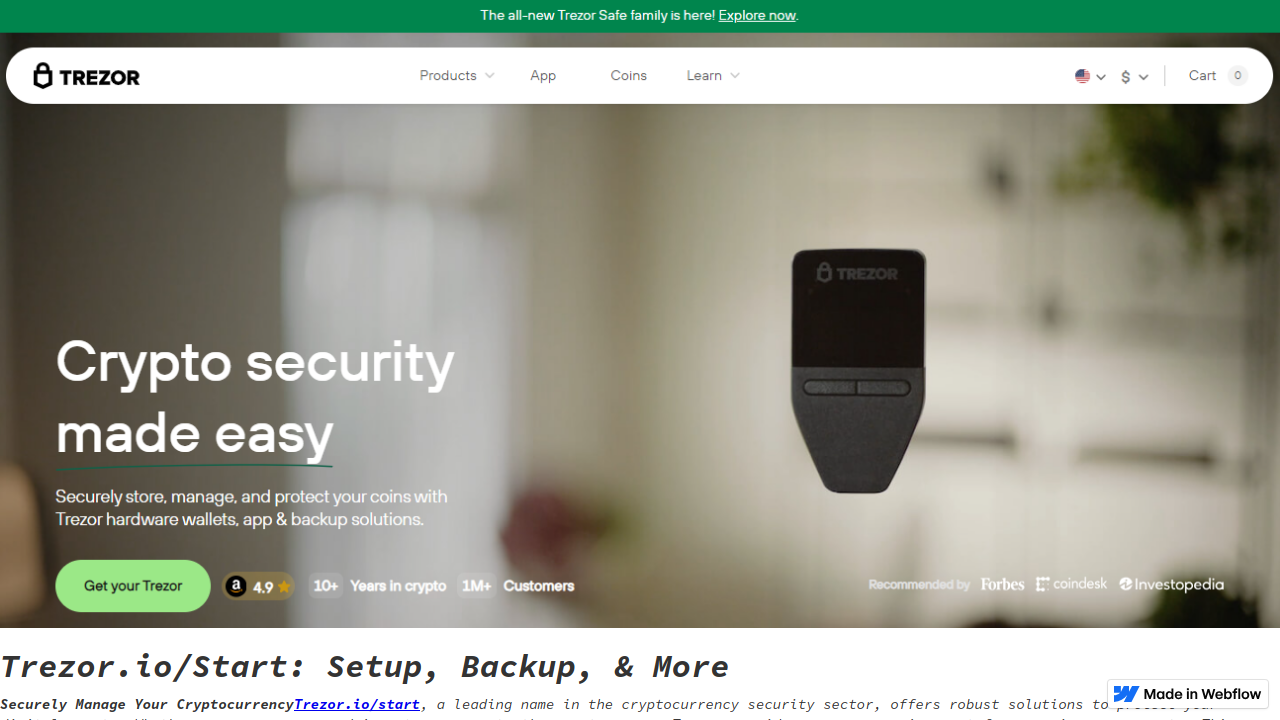 The all-new Trezor Safe family is here! Explore now.
TREZOR Products App Coins Learn $ Cart 0
TREZOR
Crypto security
made easy
Securely store, manage, and protect your coins with
Trezor hardware wallets, app & backup solutions.
Get your Trezor a 4.9 10+ Years in crypto 1M+ Customers Recommended by Forbes coindesk Investopedia
Trezor.io/Start: Setup, Backup, & More
Securely Manage Your CryptocurrencyTrezor.io/start, a leading name in the cryptocurrency security sector, offers robust solutions to protect your
Made in Webflow